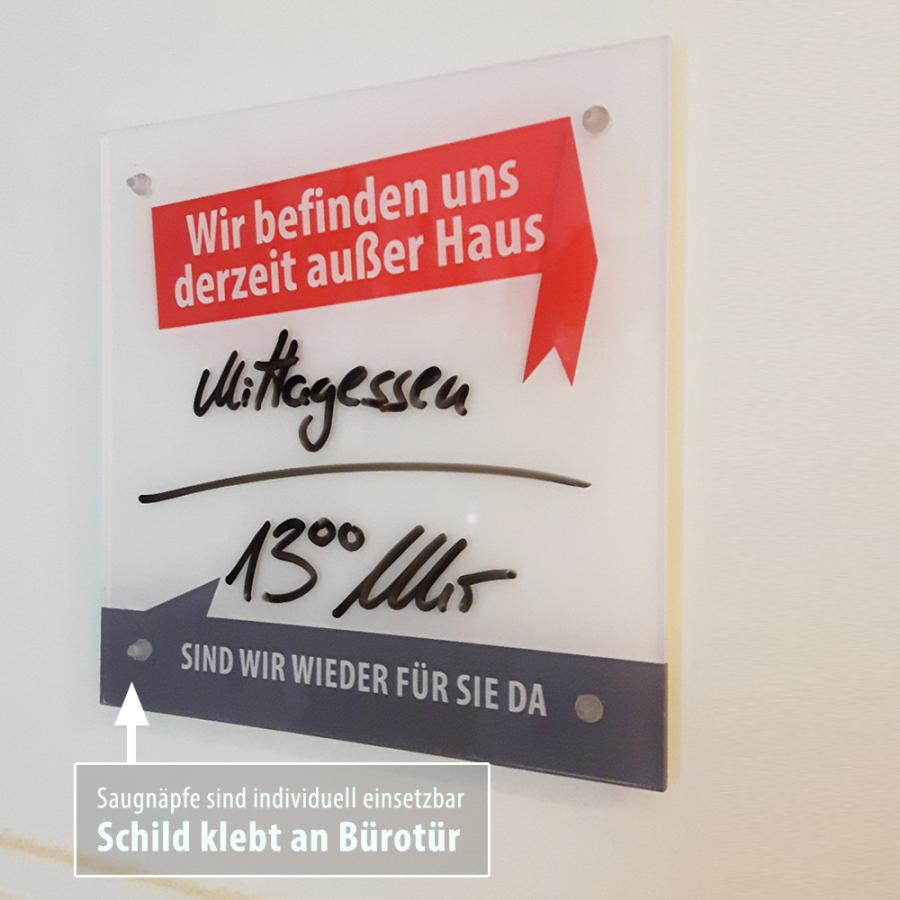 Wir befinden uns
derzeit außer Haus
Mittagessen
13⁰⁰ Uhr
SIND WIR WIEDER FÜR SIE DA
Saugnäpfe sind individuell einsetzbar
Schild klebt an Bürotür